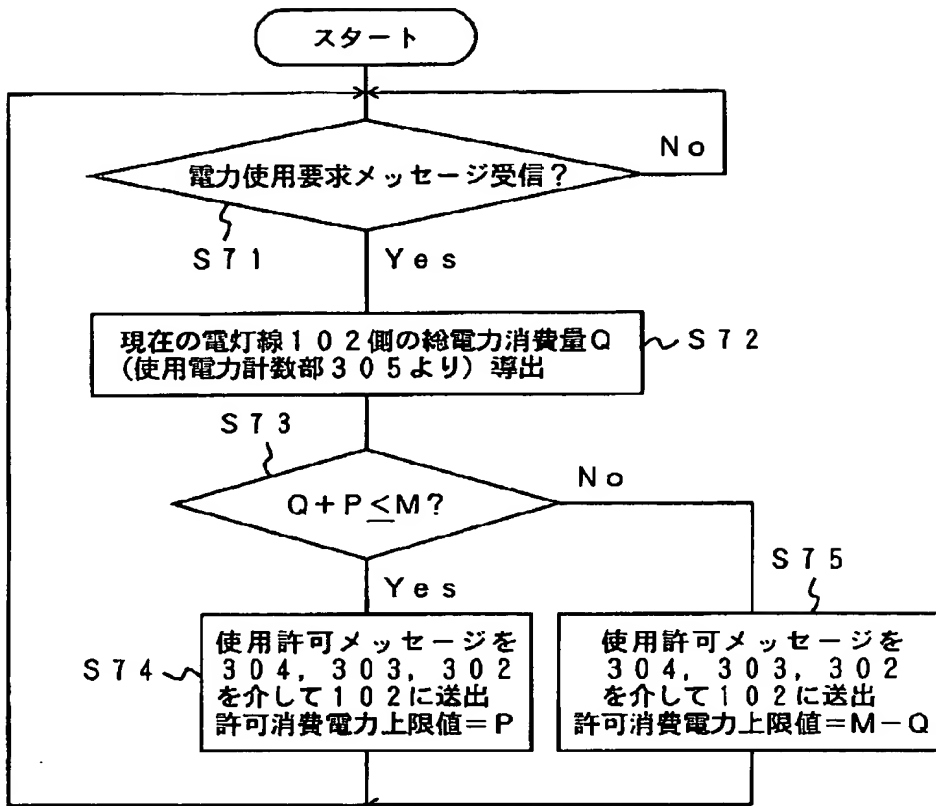 スタート
No
電力使用要求メッセージ受信？
S71
Yes
現在の電灯線102側の総電力消費量Q
(使用電力計数部305より) 導出
S72
S73
No
Q+P≦M?
S75
Yes
使用許可メッセージを
304, 303, 302
を介して102に送出
許可消費電力上限値=P
S74
使用許可メッセージを
304, 303, 302
を介して102に送出
許可消費電力上限値=M-Q